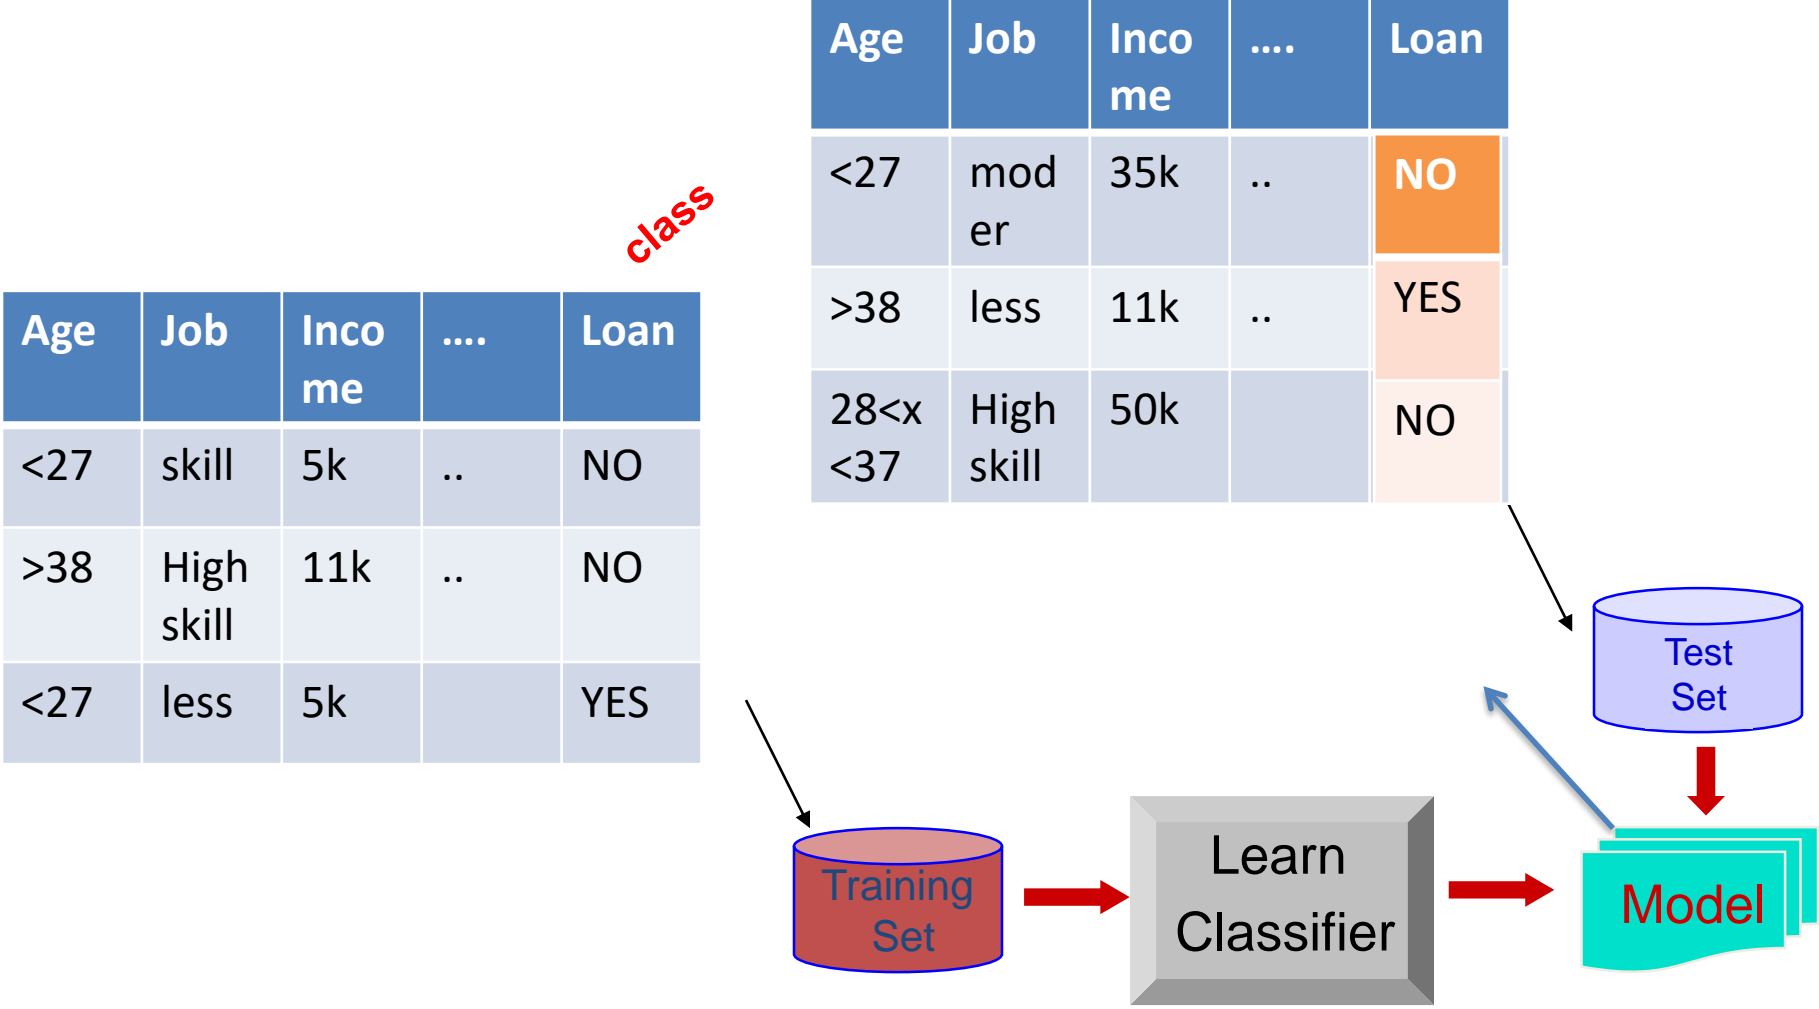 Age Job Inco .... Loan
me
<27 mod 35k .. NO
er
>38 less 11k .. YES
28<x High 50k NO
<37 skill
class
Age Job Inco .... Loan
me
<27 skill 5k .. NO
>38 High 11k .. NO
skill
<27 less 5k YES
Test
Set
Training
Set
Learn
Classifier
Model